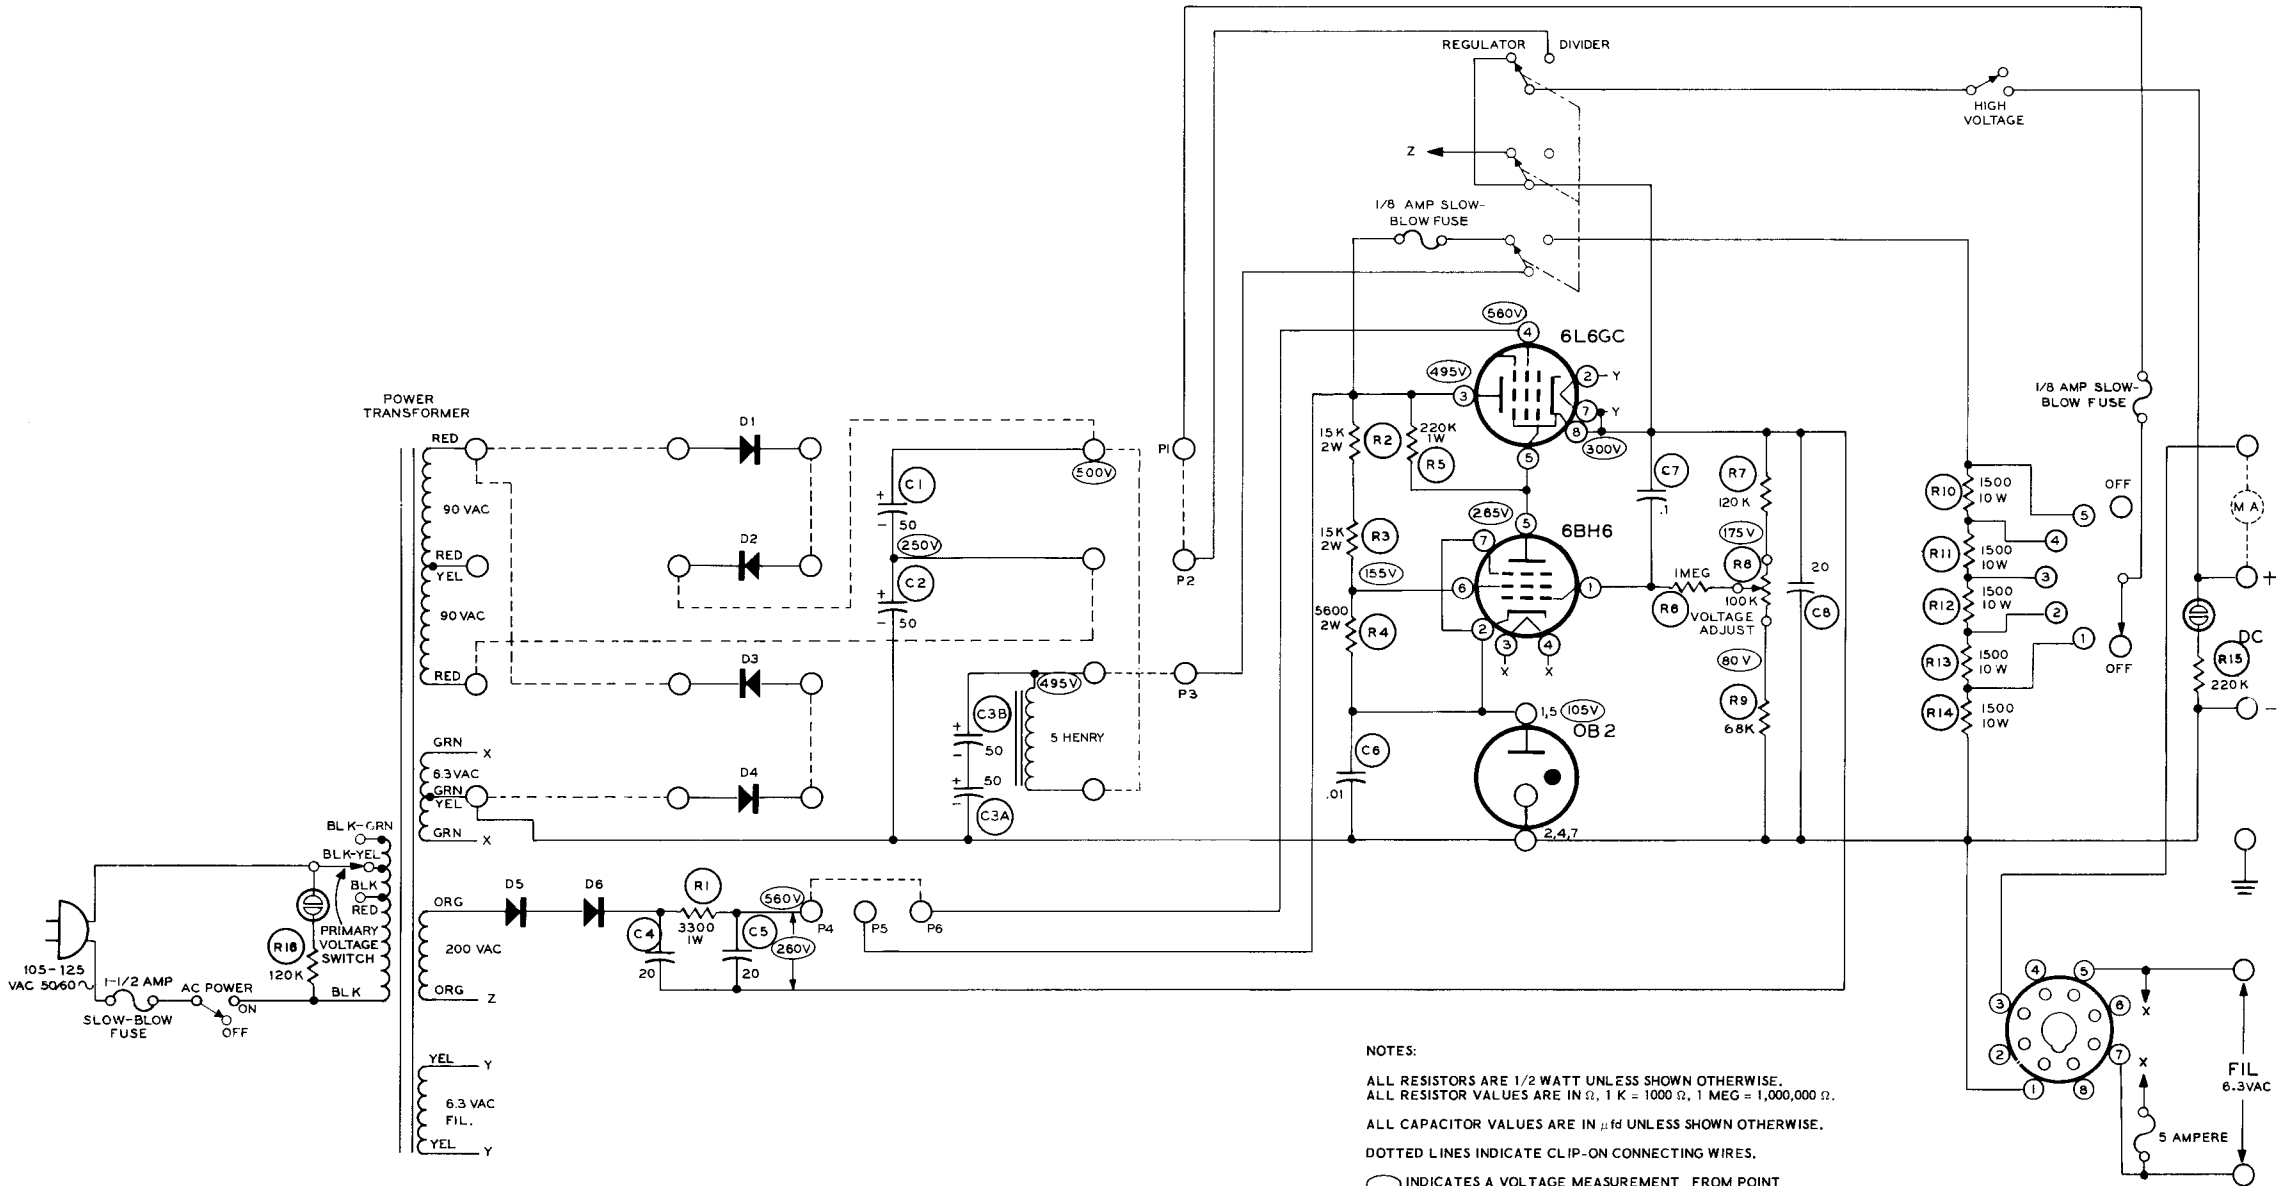 REGULATOR DIVIDER
HIGH
VOLTAGE
Z
1/8 AMP SLOW-
BLOW FUSE
560V
4
6L6GC
495V
3
2 Y
7 Y
8
300V
5
1/8 AMP SLOW-
BLOW FUSE
POWER
TRANSFORMER
RED
90 VAC
RED
YEL
90 VAC
RED
GRN X
6.3 VAC
GRN
YEL
GRN X
D1
D2
D3
D4
C1
+
−
50
500V
250V
C2
+
−
50
P1
P2
P3
495V
C3B
+
−
50
5 HENRY
+
−
50
C3A
15K
2W
R2
220K
1W
R5
15K
2W
R3
155V
5600
2W
R4
265V
5
6BH6
7
6
1
2
3
4
X X
C7
.1
1MEG
R6
R7
120K
175V
R8
100K
VOLTAGE
ADJUST
80V
R9
68K
20
C8
1,5 105V
OB2
C6
.01
2,4,7
R10 1500
10W
R11 1500
10W
R12 1500
10W
R13 1500
10W
R14 1500
10W
5
4
3
2
1
OFF
OFF
MA
+
DC
R15
220K
−
BLK-GRN
BLK-YEL
BLK
RED
PRIMARY
VOLTAGE
SWITCH
R16
120K
BLK
105-125
VAC 50/60 ~
1-1/2 AMP
SLOW-BLOW
FUSE
AC POWER
ON
OFF
ORG
200 VAC
ORG Z
D5
D6
R1
3300
1W
C4
20
C5
20
560V
260V
P4
P5
P6
YEL Y
6.3 VAC
FIL.
YEL Y
4
5
3
6
2
7
1
8
X
X
FIL
6.3VAC
5 AMPERE
NOTES:
ALL RESISTORS ARE 1/2 WATT UNLESS SHOWN OTHERWISE.
ALL RESISTOR VALUES ARE IN Ω, 1 K = 1000 Ω, 1 MEG = 1,000,000 Ω.
ALL CAPACITOR VALUES ARE IN μfd UNLESS SHOWN OTHERWISE.
DOTTED LINES INDICATE CLIP-ON CONNECTING WIRES.
INDICATES A VOLTAGE MEASUREMENT FROM POINT